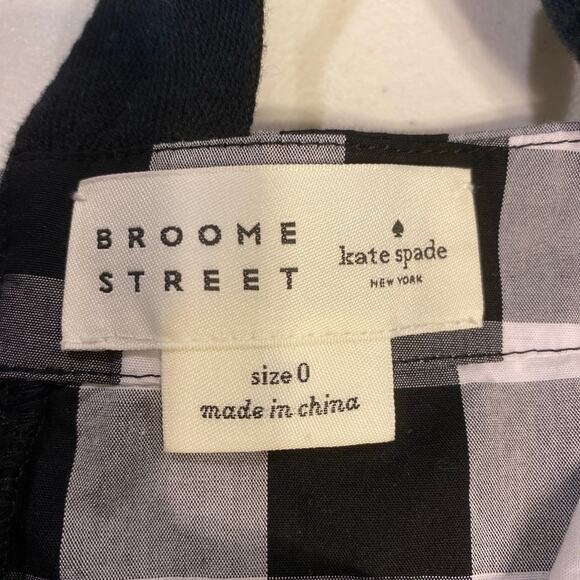 BROOME
STREET
kate spade
NEW YORK
size 0
made in china